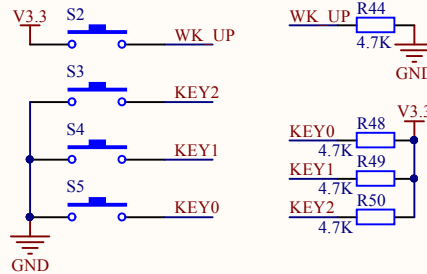 V3.3
S2
WK_UP
S3
KEY2
S4
KEY1
S5
KEY0
GND
WK_UP
R44
4.7K
GND
V3.3
KEY0
R48
4.7K
KEY1
R49
4.7K
KEY2
R50
4.7K